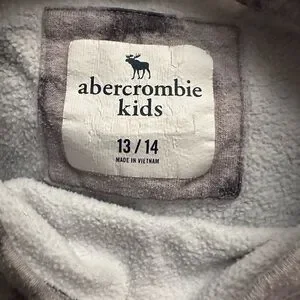 abercrombie
kids
13 / 14
MADE IN VIETNAM